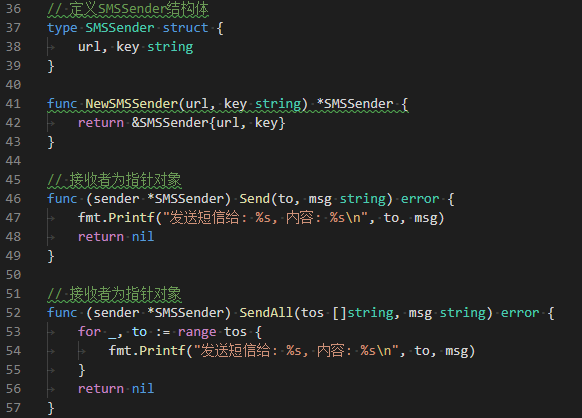 36 // 定义SMSSender结构体
37 type SMSSender struct {
38 url, key string
39 }
40
41 func NewSMSSender(url, key string) *SMSSender {
42 return &SMSSender{url, key}
43 }
44
45 // 接收者为指针对象
46 func (sender *SMSSender) Send(to, msg string) error {
47 fmt.Printf("发送短信给: %s, 内容: %s\n", to, msg)
48 return nil
49 }
50
51 // 接收者为指针对象
52 func (sender *SMSSender) SendAll(tos []string, msg string) error {
53 for _, to := range tos {
54 fmt.Printf("发送短信给: %s, 内容: %s\n", to, msg)
55 }
56 return nil
57 }